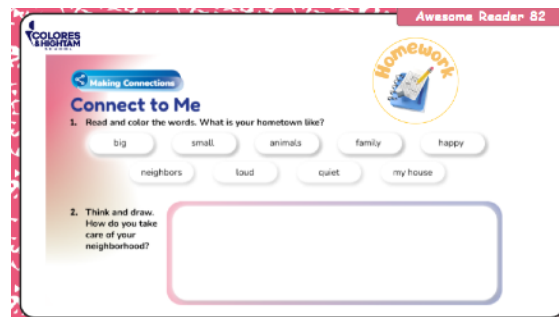 Awesome Reader 82
COLORES
& HIGHTAM
SCHOOL
Homework
Making Connections
Connect to Me
1. Read and color the words. What is your hometown like?
big small animals family happy
neighbors loud quiet my house
2. Think and draw.
How do you take
care of your
neighborhood?